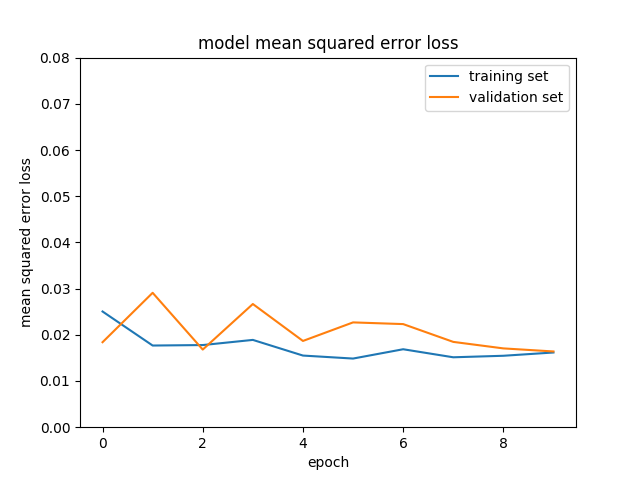 model mean squared error loss
training set
validation set
0.08
0.07
0.06
0.05
0.04
0.03
0.02
0.01
0.00
mean squared error loss
0 2 4 6 8
epoch